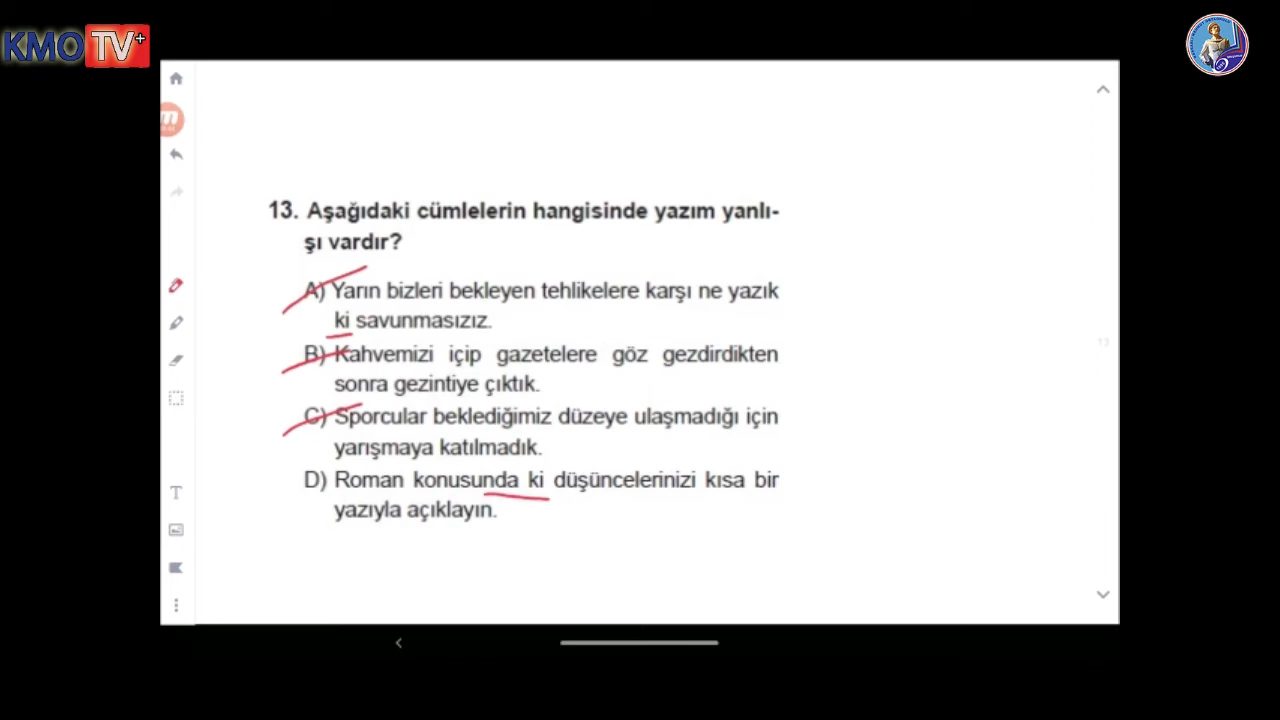 KMO TV+
13. Aşağıdaki cümlelerin hangisinde yazım yanlı-
şı vardır?
A) Yarın bizleri bekleyen tehlikelere karşı ne yazık
ki savunmasızız.
B) Kahvemizi içip gazetelere göz gezdirdikten
sonra gezintiye çıktık.
C) Sporcular beklediğimiz düzeye ulaşmadığı için
yarışmaya katılmadık.
D) Roman konusunda ki düşüncelerinizi kısa bir
yazıyla açıklayın.
13
T